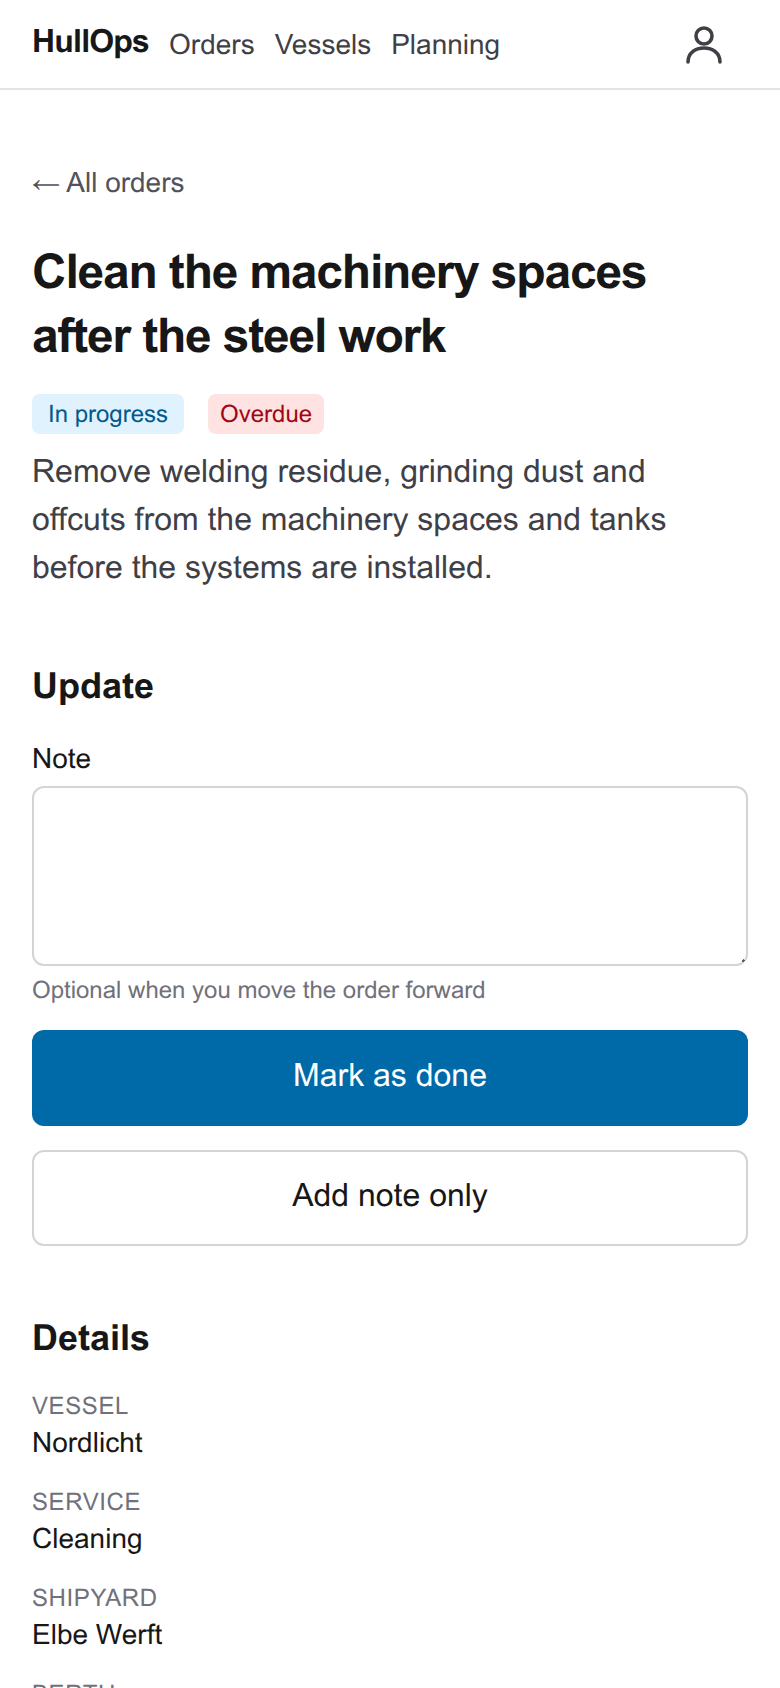 HullOps Orders Vessels Planning
← All orders
Clean the machinery spaces
after the steel work
In progress Overdue
Remove welding residue, grinding dust and
offcuts from the machinery spaces and tanks
before the systems are installed.
Update
Note
Optional when you move the order forward
Mark as done
Add note only
Details
VESSEL
Nordlicht
SERVICE
Cleaning
SHIPYARD
Elbe Werft